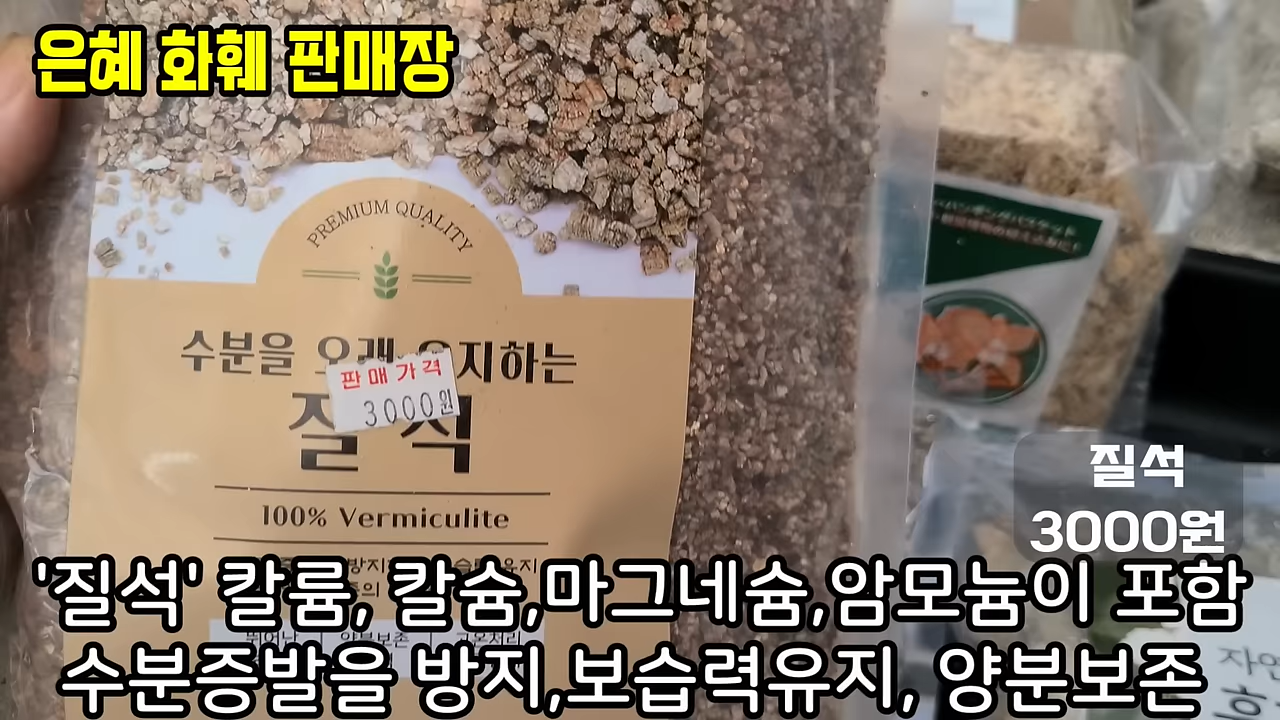 은혜 화훼 판매장
PREMIUM QUALITY
수분을 오래 유지하는
판매가격
3000원
질석
100% Vermiculite
질석
3000원
'질석' 칼륨, 칼슘,마그네슘,암모늄이 포함
수분증발을 방지,보습력유지, 양분보존